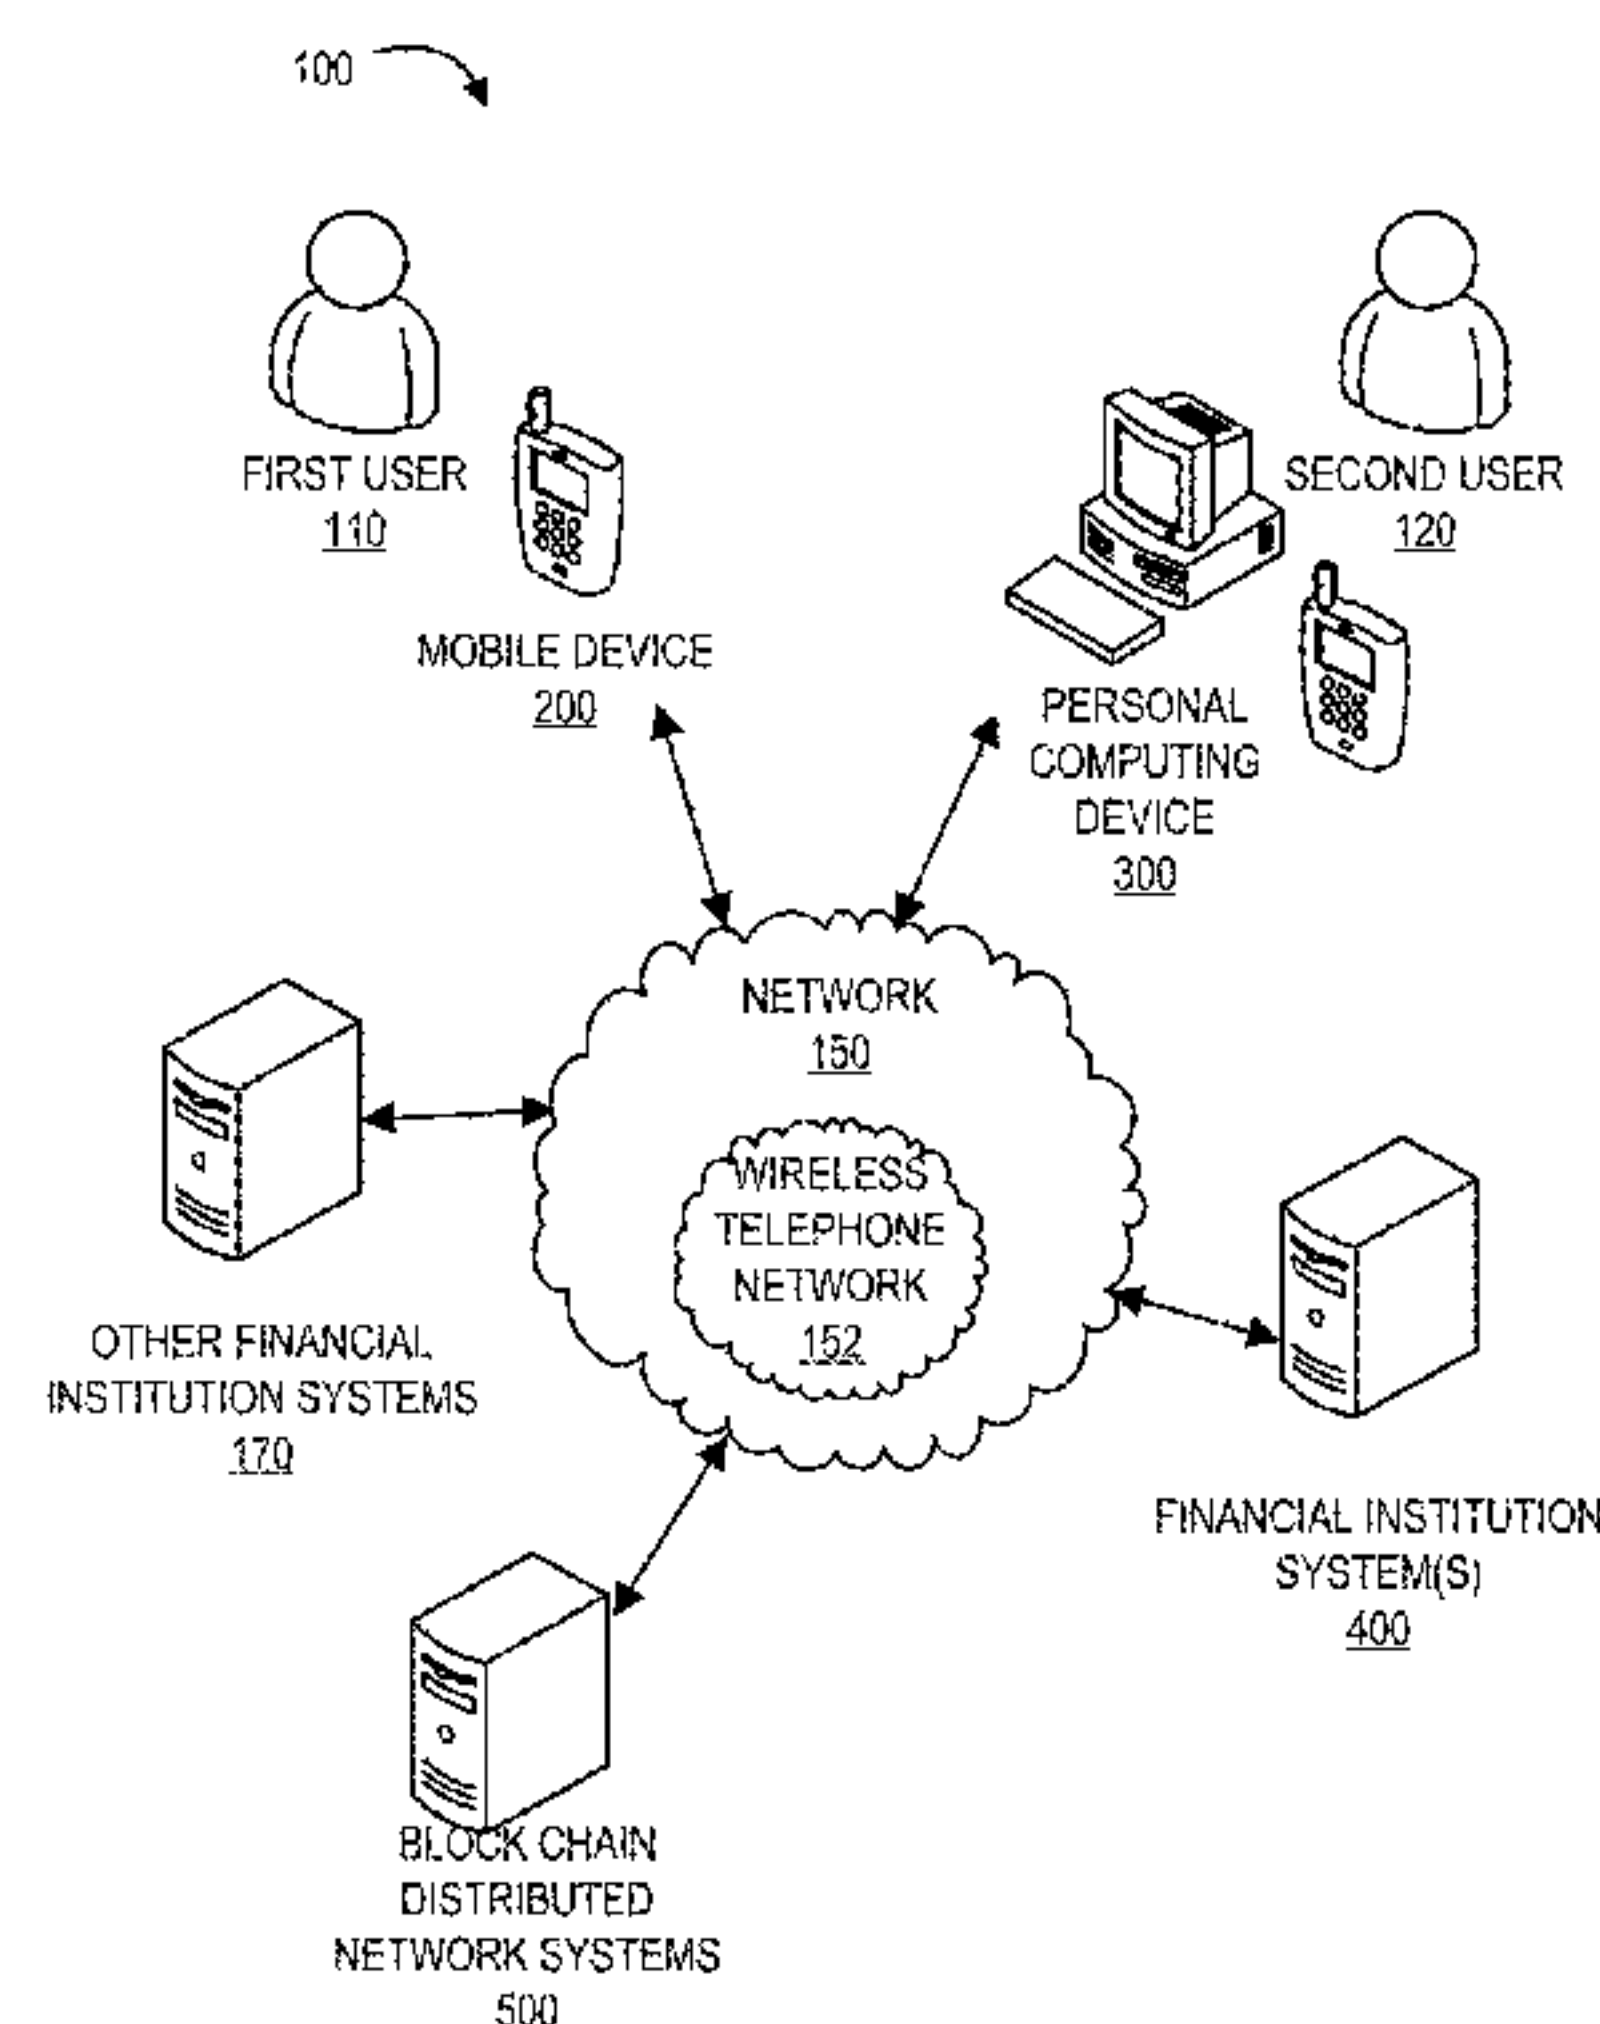 100
FIRST USER
110
SECOND USER
120
MOBILE DEVICE
200
PERSONAL
COMPUTING
DEVICE
300
NETWORK
150
WIRELESS
TELEPHONE
NETWORK
152
OTHER FINANCIAL
INSTITUTION SYSTEMS
170
FINANCIAL INSTITUTION
SYSTEM(S)
400
BLOCK CHAIN
DISTRIBUTED
NETWORK SYSTEMS
500